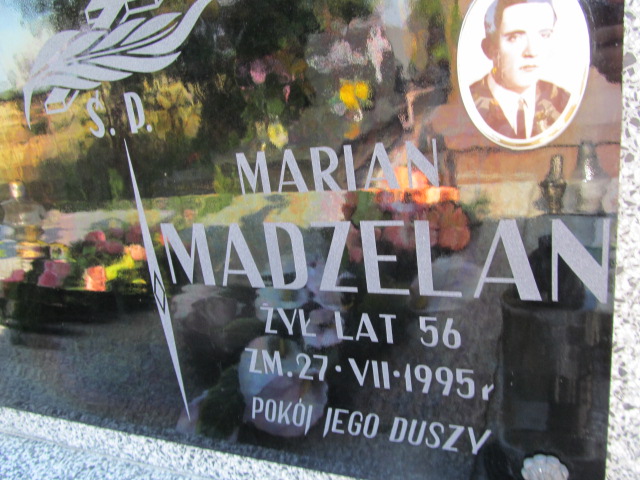 Ś. P.
MARIAN
MADZELAN
ŻYŁ LAT 56
ZM. 27·VII·1995 r
POKÓJ JEGO DUSZY